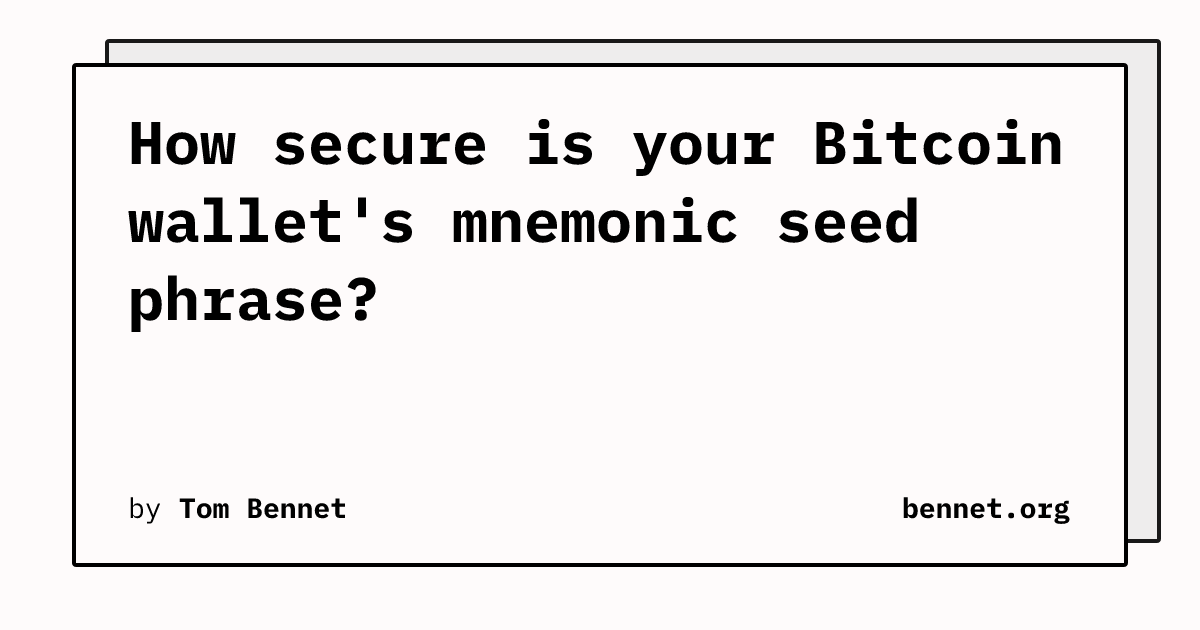 How secure is your Bitcoin
wallet's mnemonic seed
phrase?
by Tom Bennet
bennet.org